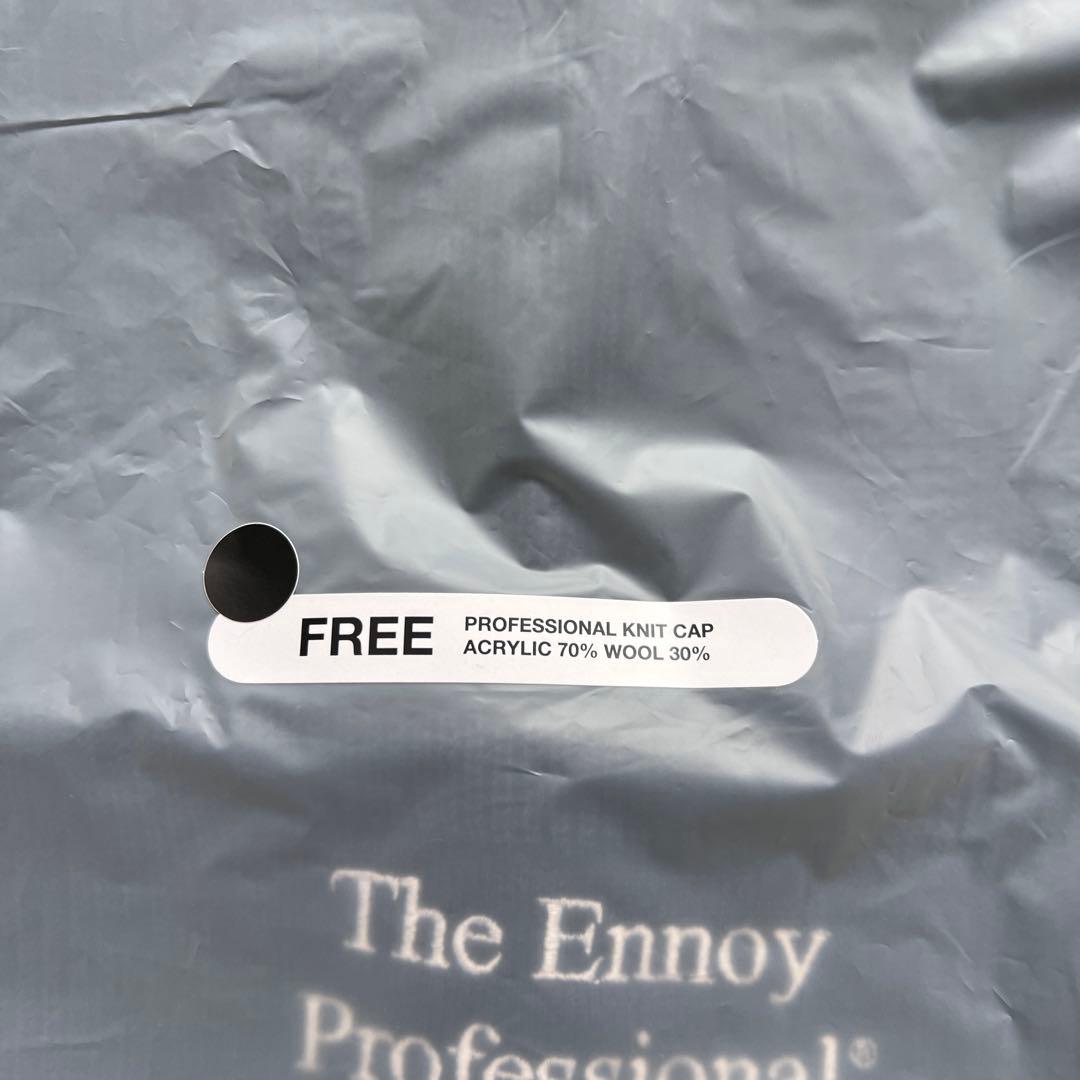 FREE
PROFESSIONAL KNIT CAP
ACRYLIC 70% WOOL 30%
The Ennoy
Professional®